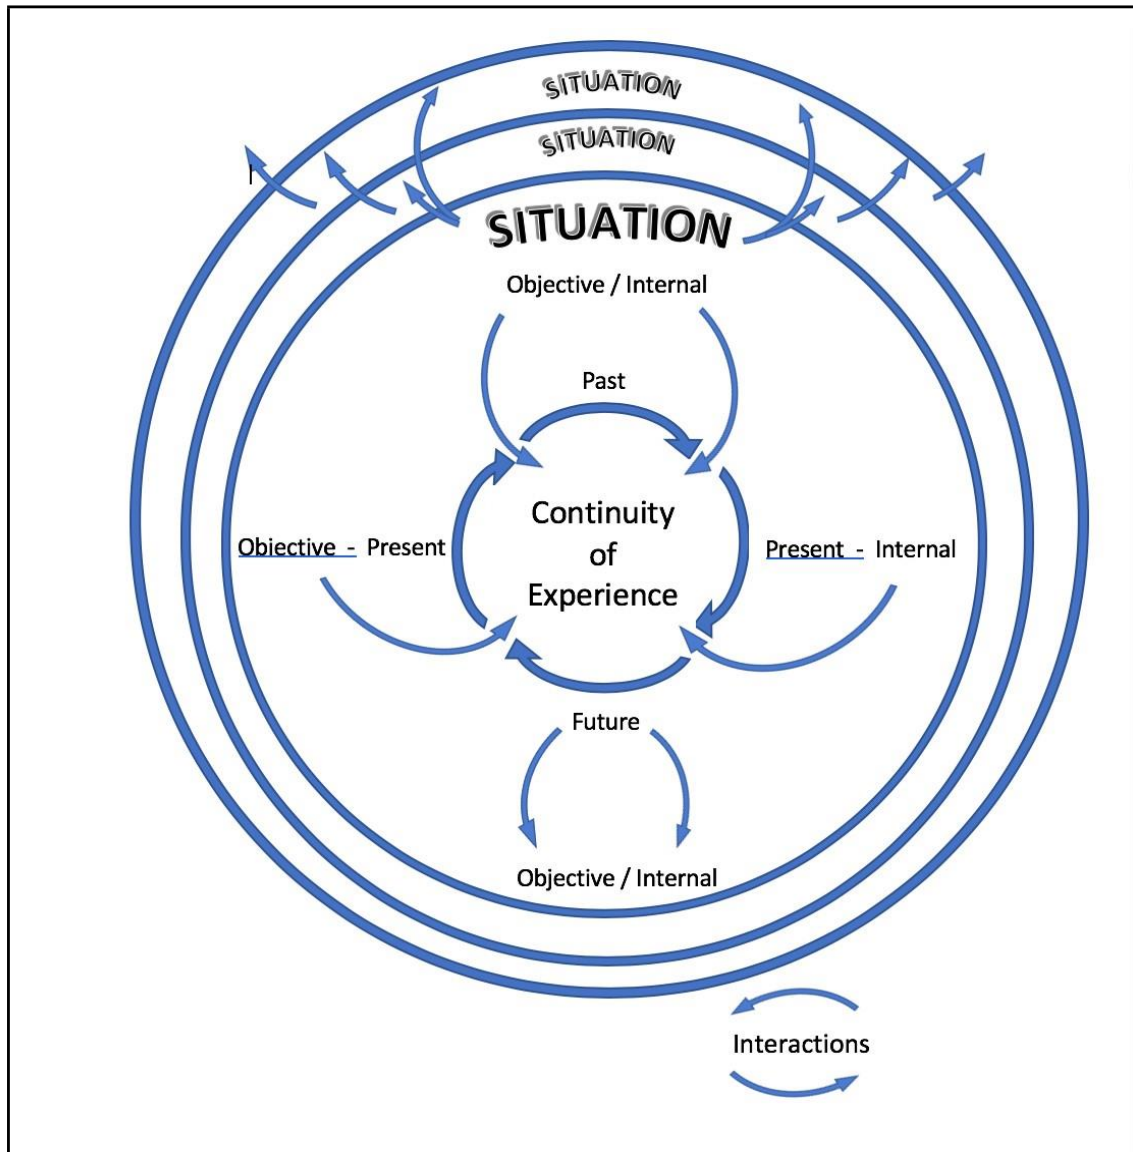 SITUATION
SITUATION
SITUATION
Objective / Internal
Past
Continuity
of
Experience
Objective - Present
Present - Internal
Future
Objective / Internal
Interactions